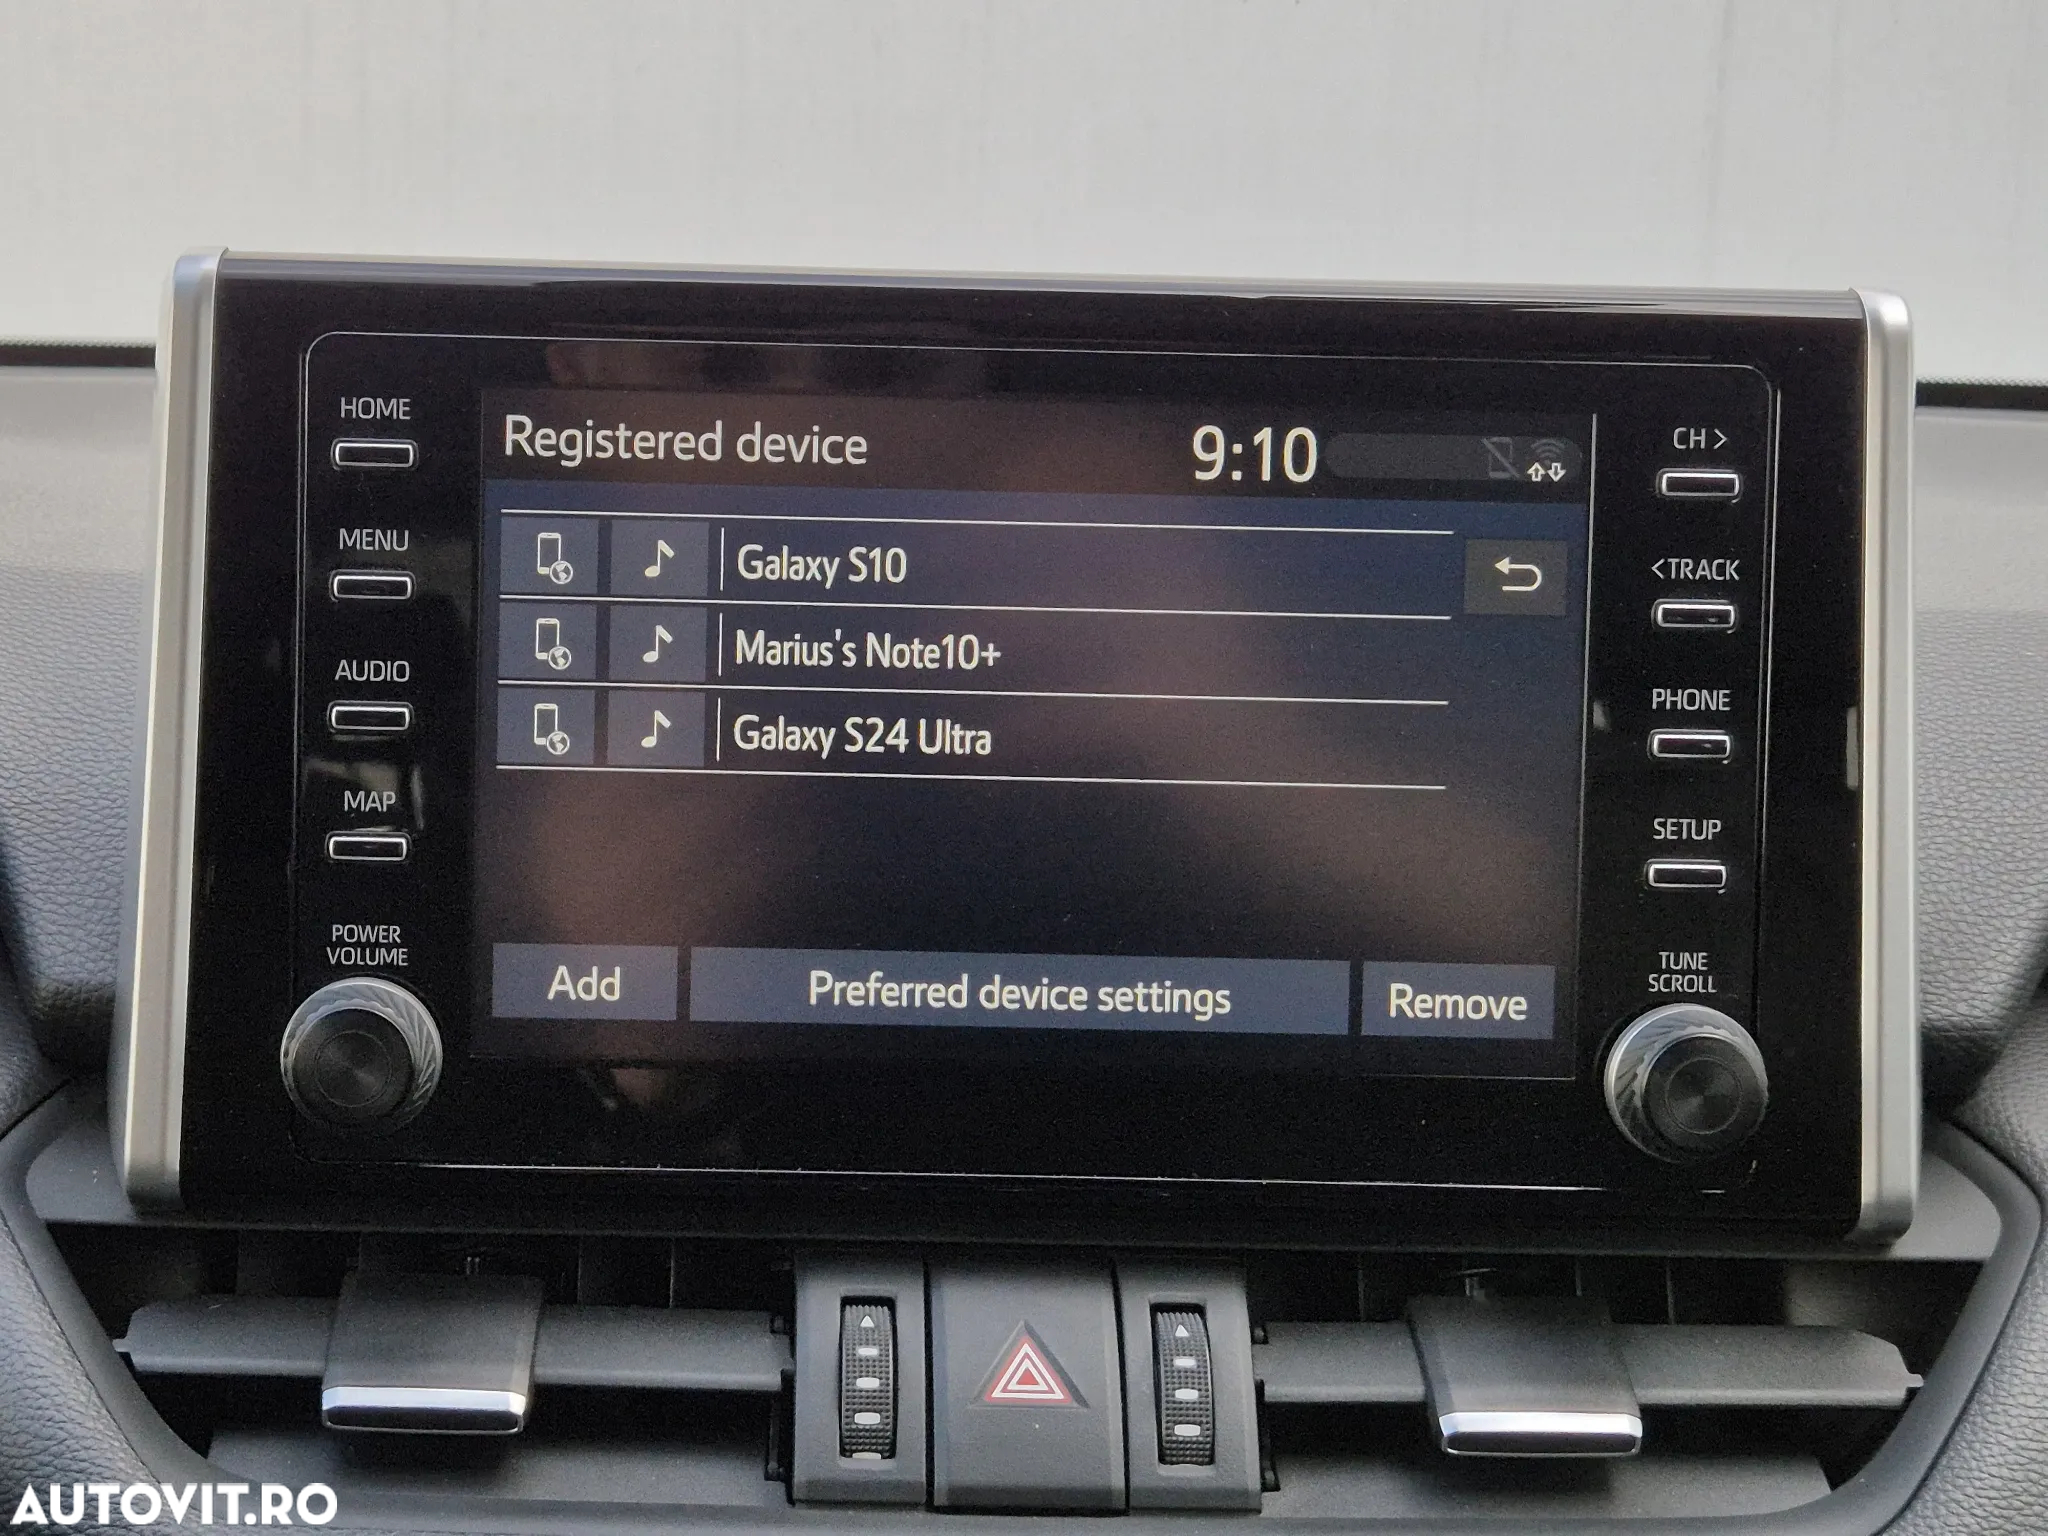 HOME
MENU
AUDIO
MAP
POWER
VOLUME
Registered device
9:10
Galaxy S10
Marius's Note10+
Galaxy S24 Ultra
Add
Preferred device settings
Remove
CH >
<TRACK
PHONE
SETUP
TUNE
SCROLL
AUTOVIT.RO